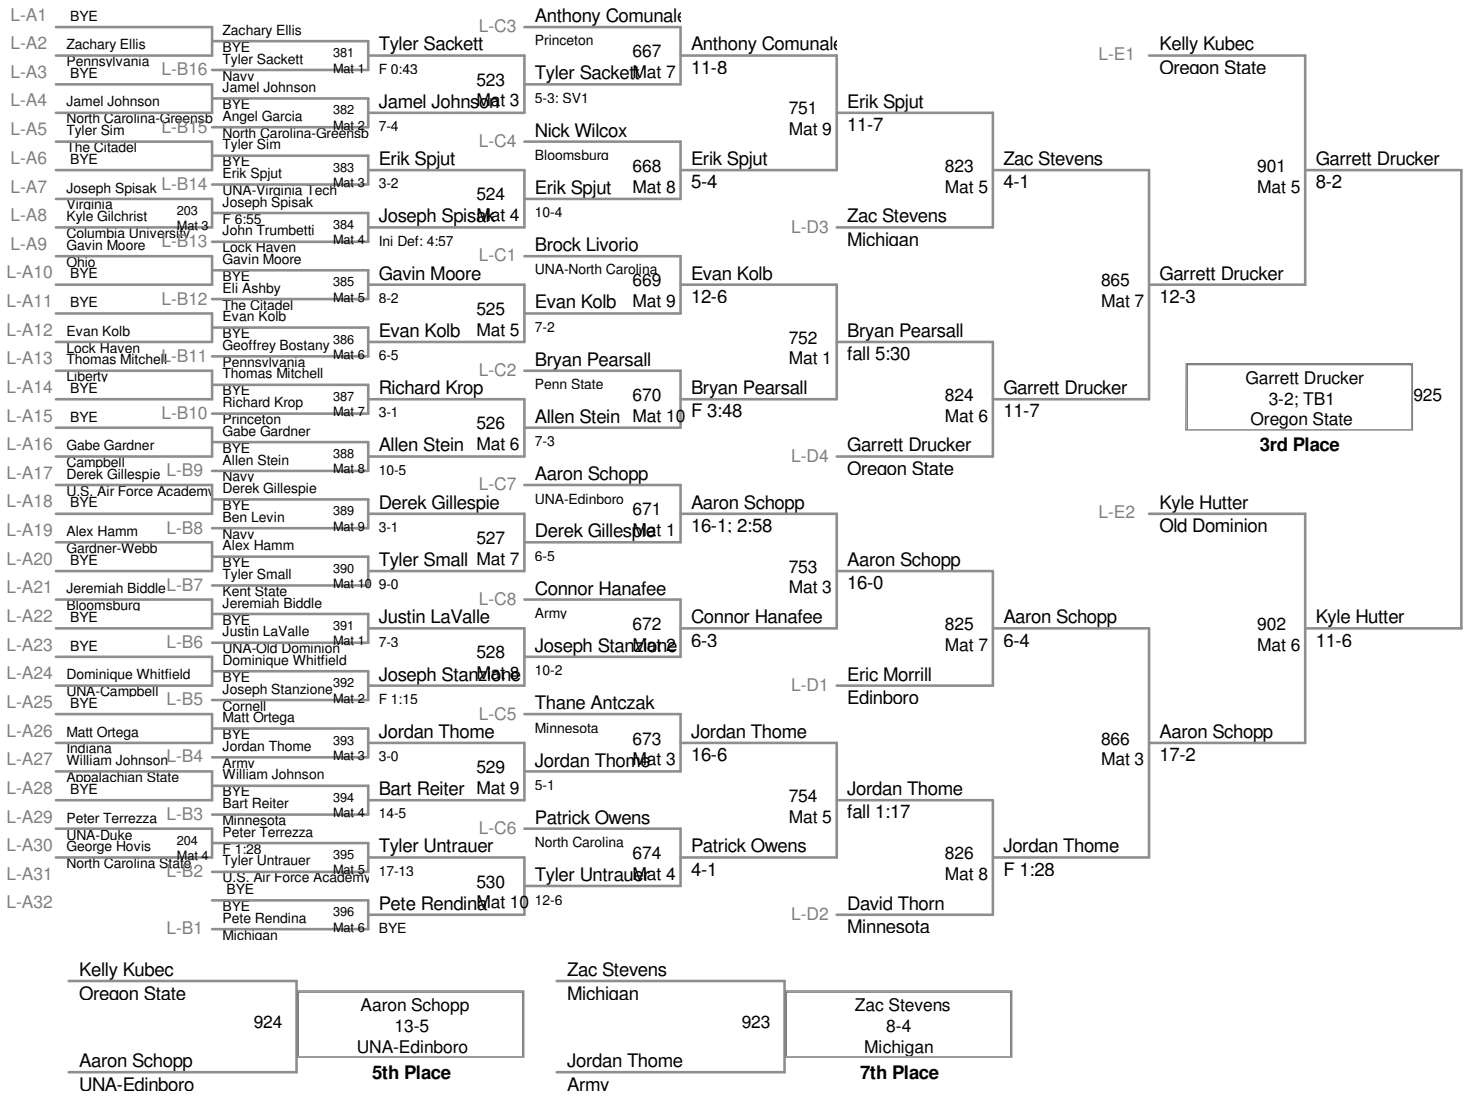 L-A1 BYE
L-A2 Zachary Ellis
Pennsylvania
L-A3 BYE
L-A4 Jamel Johnson
North Carolina-Greensb
L-A5 Tyler Sim
The Citadel
L-A6 BYE
L-A7 Joseph Spisak
Virginia
L-A8 Kyle Gilchrist
Columbia University
203
Mat 3
L-A9 Gavin Moore
Ohio
L-A10 BYE
L-A11 BYE
L-A12 Evan Kolb
Lock Haven
L-A13 Thomas Mitchell
Liberty
L-A14 BYE
L-A15 BYE
L-A16 Gabe Gardner
Campbell
L-A17 Derek Gillespie
U.S. Air Force Academy
L-A18 BYE
L-A19 Alex Hamm
Gardner-Webb
L-A20 BYE
L-A21 Jeremiah Biddle
Bloomsburg
L-A22 BYE
L-A23 BYE
L-A24 Dominique Whitfield
UNA-Campbell
L-A25 BYE
L-A26 Matt Ortega
Indiana
L-A27 William Johnson
Appalachian State
L-A28 BYE
L-A29 Peter Terrezza
UNA-Duke
L-A30 George Hovis
North Carolina State
204
Mat 4
L-A31
L-A32
Zachary Ellis
BYE
L-B16 Tyler Sackett
Navy
381
Mat 1
Jamel Johnson
BYE
L-B15 Angel Garcia
North Carolina-Greensb
382
Mat 2
Tyler Sim
BYE
L-B14 Erik Spjut
UNA-Virginia Tech
383
Mat 3
Joseph Spisak
F 6:55
L-B13 John Trumbetti
Lock Haven
384
Mat 4
Gavin Moore
BYE
L-B12 Eli Ashby
The Citadel
385
Mat 5
Evan Kolb
BYE
L-B11 Geoffrey Bostany
Pennsylvania
386
Mat 6
Thomas Mitchell
BYE
L-B10 Richard Krop
Princeton
387
Mat 7
Gabe Gardner
BYE
L-B9 Allen Stein
Navy
388
Mat 8
Derek Gillespie
BYE
L-B8 Ben Levin
Navy
389
Mat 9
Alex Hamm
BYE
L-B7 Tyler Small
Kent State
390
Mat 10
Jeremiah Biddle
BYE
L-B6 Justin LaValle
UNA-Old Dominion
391
Mat 1
Dominique Whitfield
BYE
L-B5 Joseph Stanzione
Cornell
392
Mat 2
Matt Ortega
BYE
L-B4 Jordan Thome
Army
393
Mat 3
William Johnson
BYE
L-B3 Bart Reiter
Minnesota
394
Mat 4
Peter Terrezza
F 1:28
L-B2 Tyler Untrauer
U.S. Air Force Academy
395
Mat 5
BYE
BYE
L-B1 Pete Rendina
Michigan
396
Mat 6
Tyler Sackett
F 0:43
523
Mat 3
Jamel Johnson
7-4
Erik Spjut
3-2
524
Mat 4
Joseph Spisak
Inj Def: 4:57
Gavin Moore
8-2
525
Mat 5
Evan Kolb
6-5
Richard Krop
3-1
526
Mat 6
Allen Stein
10-5
Derek Gillespie
3-1
527
Mat 7
Tyler Small
9-0
Justin LaValle
7-3
528
Mat 8
Joseph Stanzione
F 1:15
Jordan Thome
3-0
529
Mat 9
Bart Reiter
14-5
Tyler Untrauer
17-13
530
Mat 10
Pete Rendina
BYE
L-C3 Anthony Comunale
Princeton
667
Mat 7
Tyler Sackett
5-3: SV1
L-C4 Nick Wilcox
Bloomsburg
668
Mat 8
Erik Spjut
10-4
L-C1 Brock Livorio
UNA-North Carolina
669
Mat 9
Evan Kolb
7-2
L-C2 Bryan Pearsall
Penn State
670
Mat 10
Allen Stein
7-3
L-C7 Aaron Schopp
UNA-Edinboro
671
Mat 1
Derek Gillespie
6-5
L-C8 Connor Hanafee
Army
672
Mat 2
Joseph Stanzione
10-2
L-C5 Thane Antczak
Minnesota
673
Mat 3
Jordan Thome
5-1
L-C6 Patrick Owens
North Carolina
674
Mat 4
Tyler Untrauer
12-6
Anthony Comunale
11-8
751
Mat 9
Erik Spjut
5-4
Evan Kolb
12-6
752
Mat 1
Bryan Pearsall
F 3:48
Aaron Schopp
16-1; 2:58
753
Mat 3
Connor Hanafee
6-3
Jordan Thome
16-6
754
Mat 5
Patrick Owens
4-1
Erik Spjut
11-7
823
Mat 5
L-D3 Zac Stevens
Michigan
Bryan Pearsall
fall 5:30
824
Mat 6
L-D4 Garrett Drucker
Oregon State
Aaron Schopp
16-0
825
Mat 7
L-D1 Eric Morrill
Edinboro
Jordan Thome
fall 1:17
826
Mat 8
L-D2 David Thorn
Minnesota
Zac Stevens
4-1
865
Mat 7
Garrett Drucker
11-7
Aaron Schopp
6-4
866
Mat 3
Jordan Thome
F 1:28
L-E1 Kelly Kubec
Oregon State
901
Mat 5
Garrett Drucker
12-3
L-E2 Kyle Hutter
Old Dominion
902
Mat 6
Aaron Schopp
17-2
Garrett Drucker
8-2
Garrett Drucker
3-2; TB1
Oregon State
925
3rd Place
Kyle Hutter
11-6
Kelly Kubec
Oregon State
924
Aaron Schopp
UNA-Edinboro
Aaron Schopp
13-5
UNA-Edinboro
5th Place
Zac Stevens
Michigan
923
Jordan Thome
Army
Zac Stevens
8-4
Michigan
7th Place